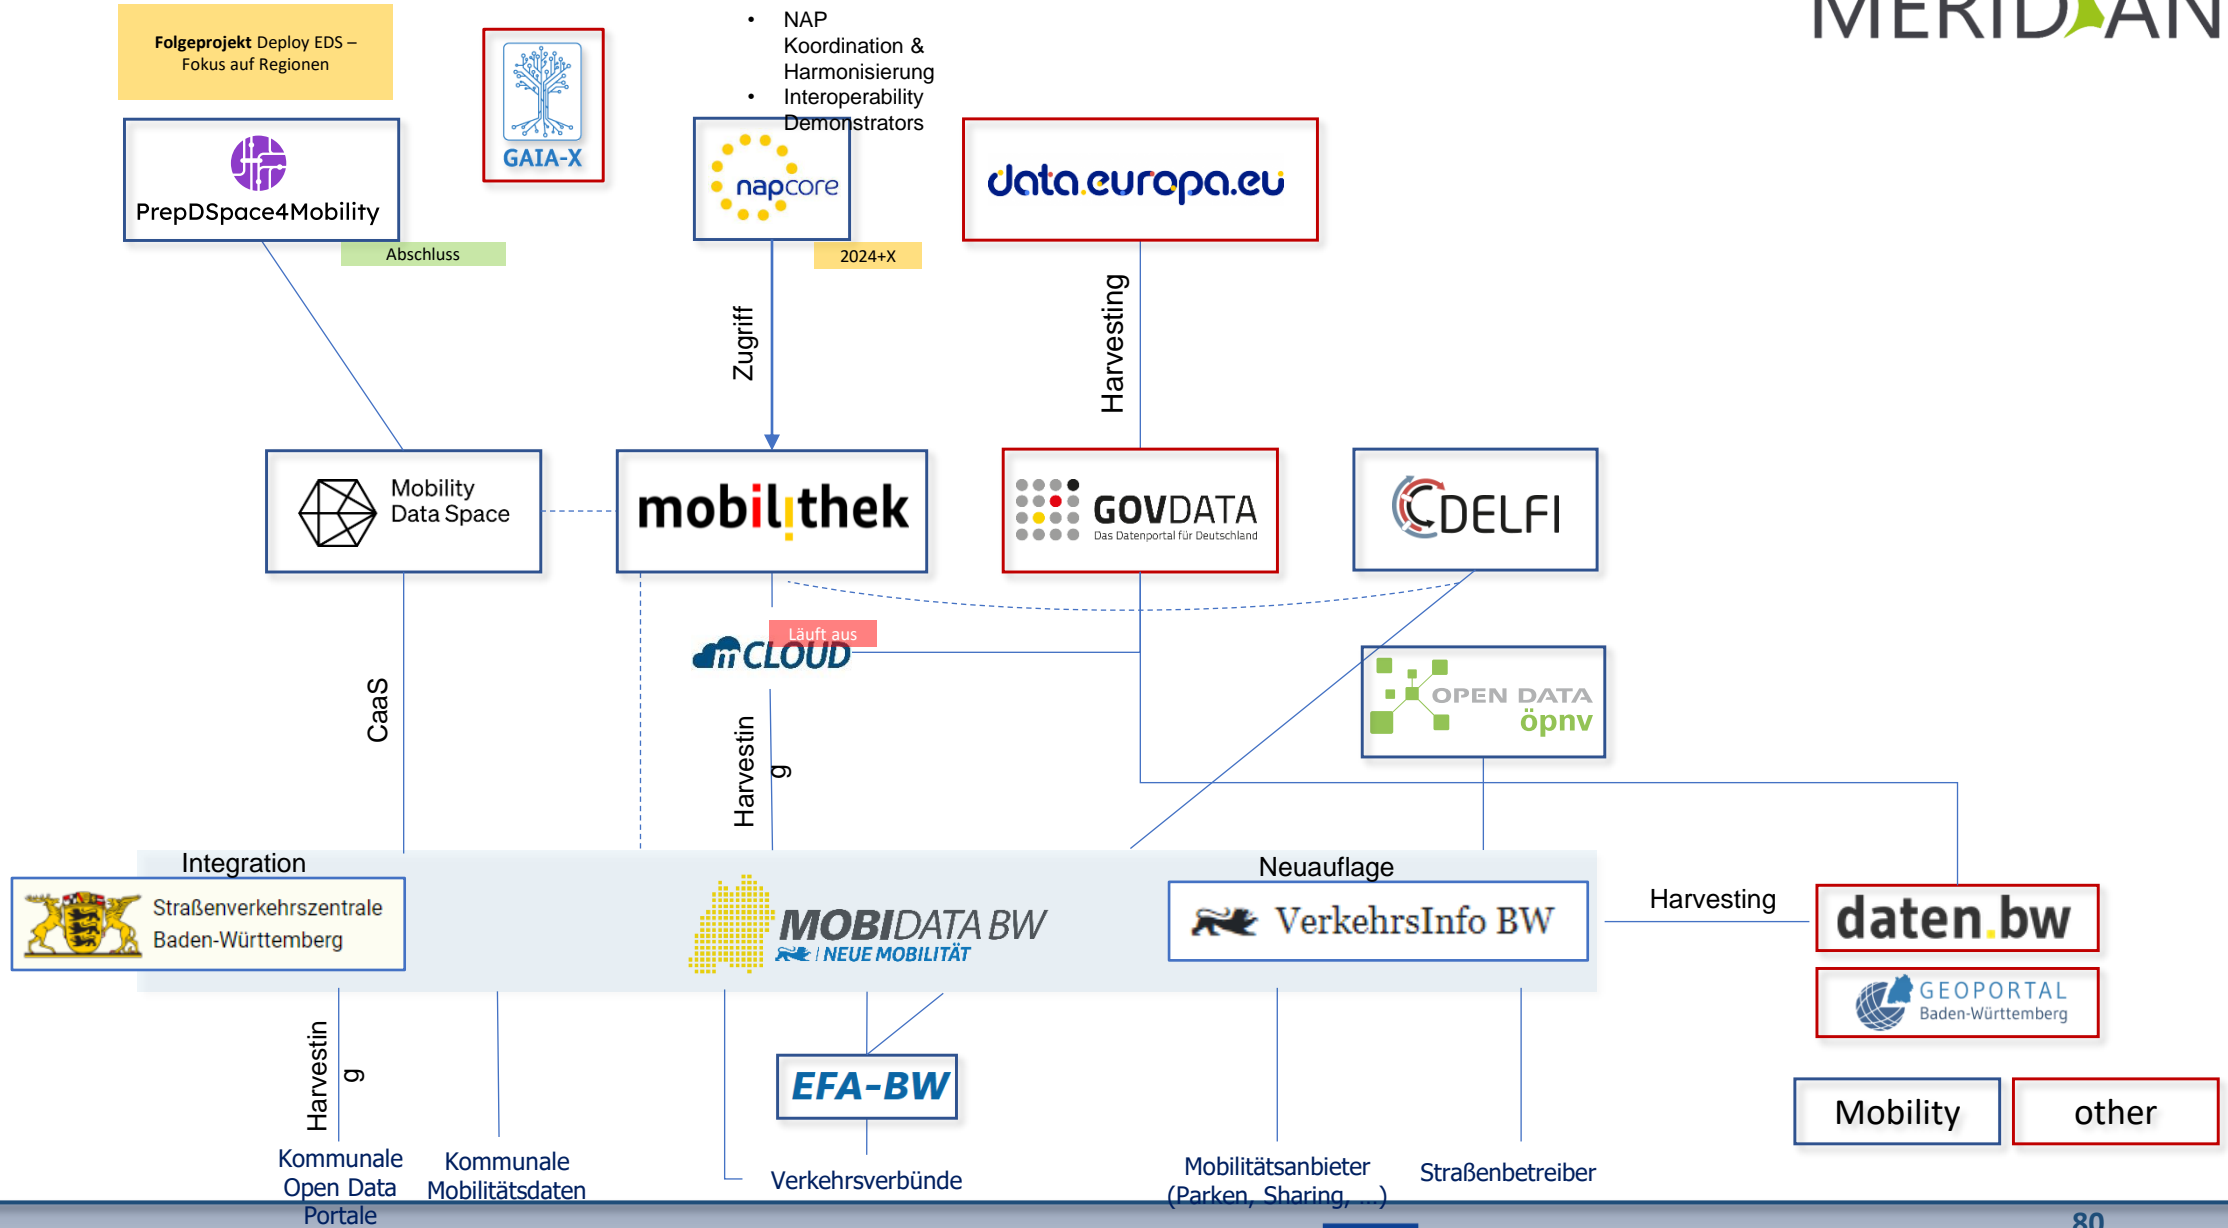 MERIDIAN
Folgeprojekt Deploy EDS –
Fokus auf Regionen
• NAP
Koordination &
Harmonisierung
• Interoperability
Demonstrators
GAIA-X
PrepDSpace4Mobility
Abschluss
napcore
2024+X
data.europa.eu
Zugriff
Harvesting
Mobility
Data Space
mobilithek
GOVDATA
Das Datenportal für Deutschland
DELFI
Läuft aus
mCLOUD
OPEN DATA
öpnv
CaaS
Harvestin
g
Integration
Straßenverkehrszentrale
Baden-Württemberg
MOBIDATA BW
NEUE MOBILITÄT
Neuauflage
VerkehrsInfo BW
Harvesting
daten.bw
GEOPORTAL
Baden-Württemberg
Harvestin
g
EFA-BW
Mobility
other
Kommunale
Open Data
Portale
Kommunale
Mobilitätsdaten
Verkehrsverbünde
Mobilitätsanbieter
(Parken, Sharing, ...)
Straßenbetreiber
80